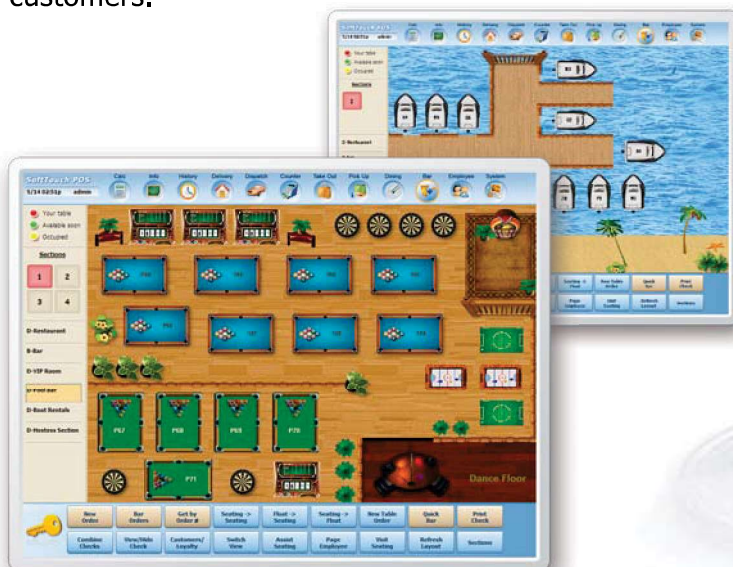 customers.
SoftTouch POS
5/14 02:51p admin
Calc Info History Delivery Dispatch Counter Take Out Pick Up Dining Bar Employee System
Your table
Available soon
Occupied
Sections
1 2
3 4
D-Restaurant
B-Bar
D-VIP Room
D-Pool Bar
D-Boat Rentals
D-Hostess Section
P67 P68 P69 P70
P71
Dance Floor
New Order
Bar Orders
Get by Order #
Seating -> Seating
Float -> Seating
Seating -> Float
New Table Order
Quick Bar
Print Check
Combine Checks
View/Hide Check
Customers/ Loyalty
Switch View
Assist Seating
Page Employee
Visit Seating
Refresh Layout
Sections
SoftTouch POS
5/14 02:51p admin
Calc Info History Delivery Dispatch Counter Take Out Pick Up Dining Bar Employee System
Your table
Available soon
Occupied
Sections
1
D-Restaurant
Seating -> Float
New Table Order
Quick Bar
Print Check
Page Employee
Visit Seating
Refresh Layout
Sections